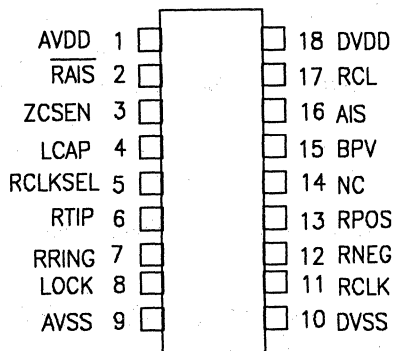 AVDD 1 18 DVDD
RAIS 2 17 RCL
ZCSEN 3 16 AIS
LCAP 4 15 BPV
RCLKSEL 5 14 NC
RTIP 6 13 RPOS
RRING 7 12 RNEG
LOCK 8 11 RCLK
AVSS 9 10 DVSS